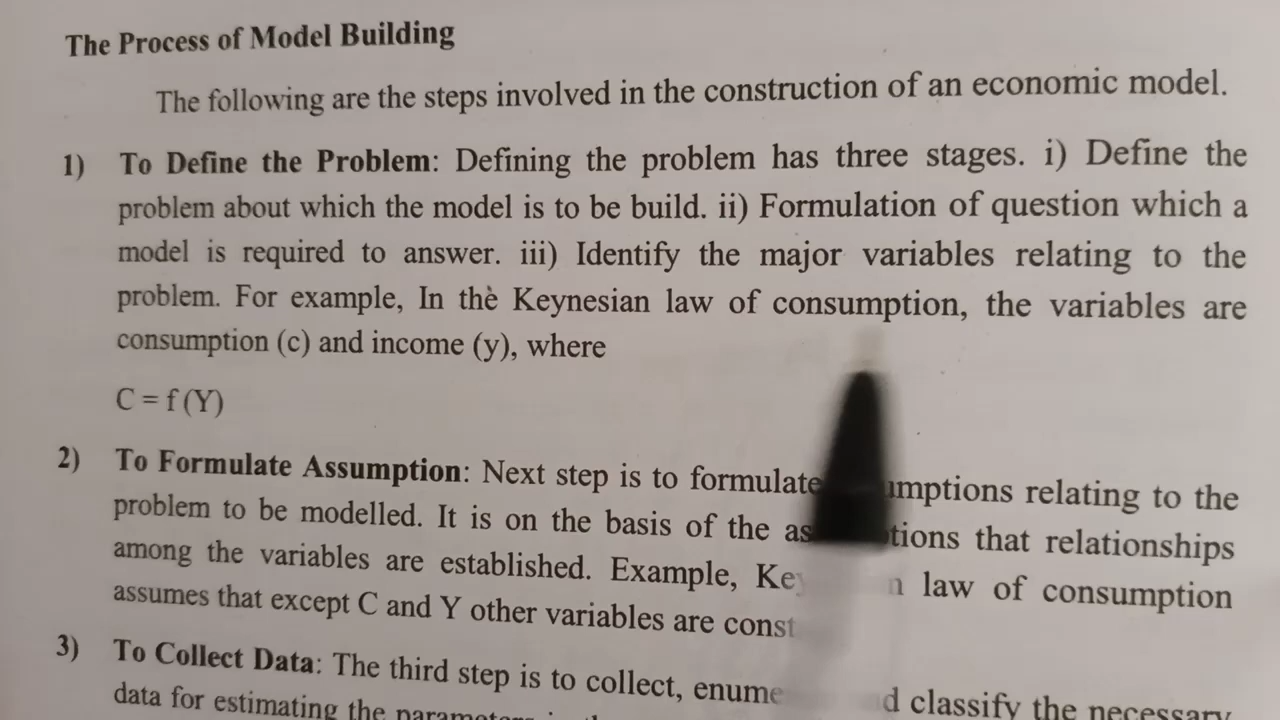 The Process of Model Building
The following are the steps involved in the construction of an economic model.
1) To Define the Problem: Defining the problem has three stages. i) Define the
problem about which the model is to be build. ii) Formulation of question which a
model is required to answer. iii) Identify the major variables relating to the
problem. For example, In the Keynesian law of consumption, the variables are
consumption (c) and income (y), where
C = f (Y)
2) To Formulate Assumption: Next step is to formulate umptions relating to the
problem to be modelled. It is on the basis of the as tions that relationships
among the variables are established. Example, Key n law of consumption
assumes that except C and Y other variables are const
3) To Collect Data: The third step is to collect, enume d classify the necessary
data for estimating the